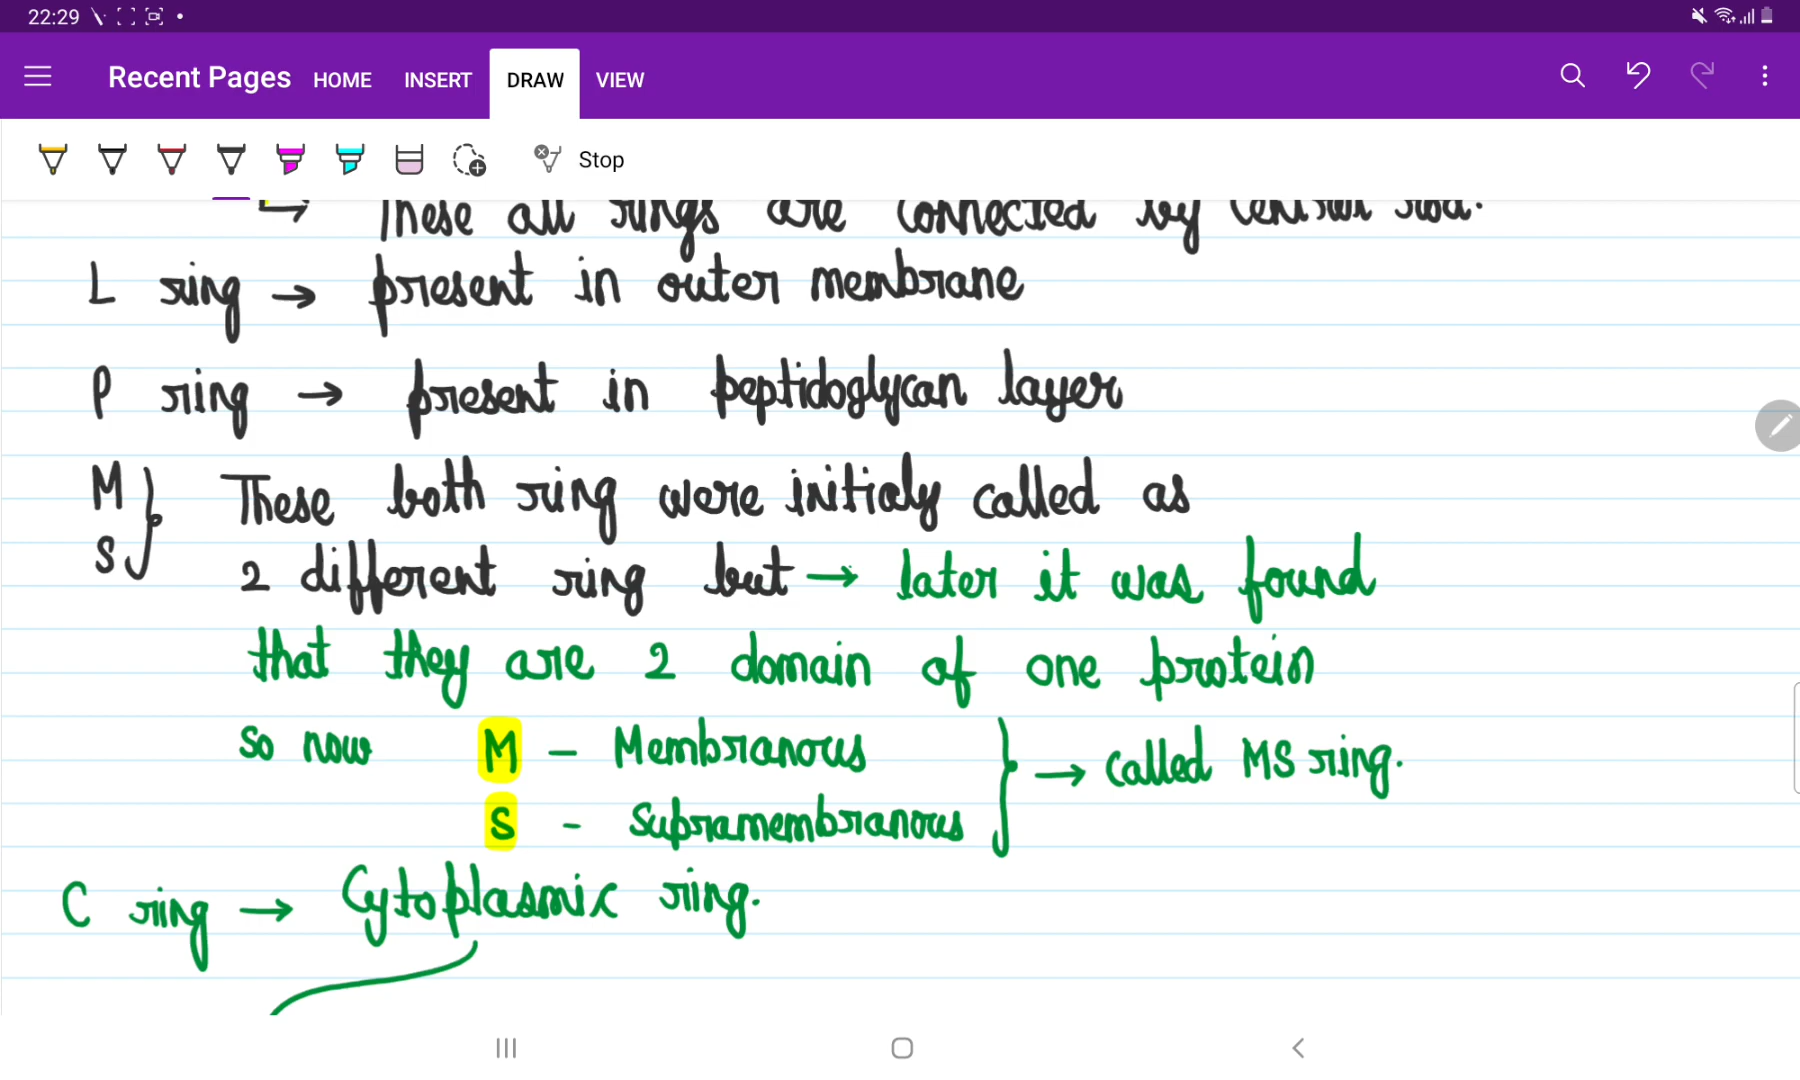 22:29
Recent Pages HOME INSERT DRAW VIEW
Stop
These all rings are connected by central rod.
L ring → present in outer membrane
P ring → present in peptidoglycan layer
M
S } These both ring were initialy called as
2 different ring but → later it was found
that they are 2 domain of one protein
so now M - Membranous
S - Supramembranous } → called MS ring.
C ring → Cytoplasmic ring.